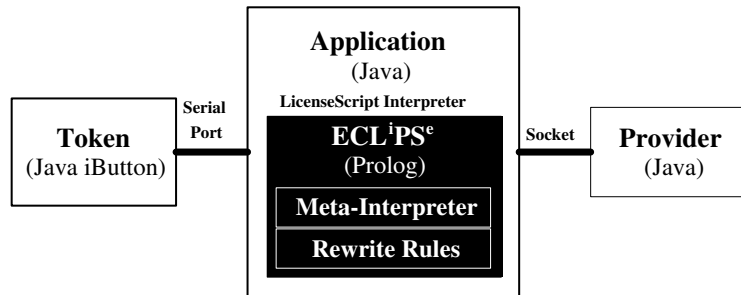 Application
(Java)
LicenseScript Interpreter
Serial
Port
Token
(Java iButton)
ECLⁱPSᵉ
(Prolog)
Meta-Interpreter
Rewrite Rules
Socket
Provider
(Java)